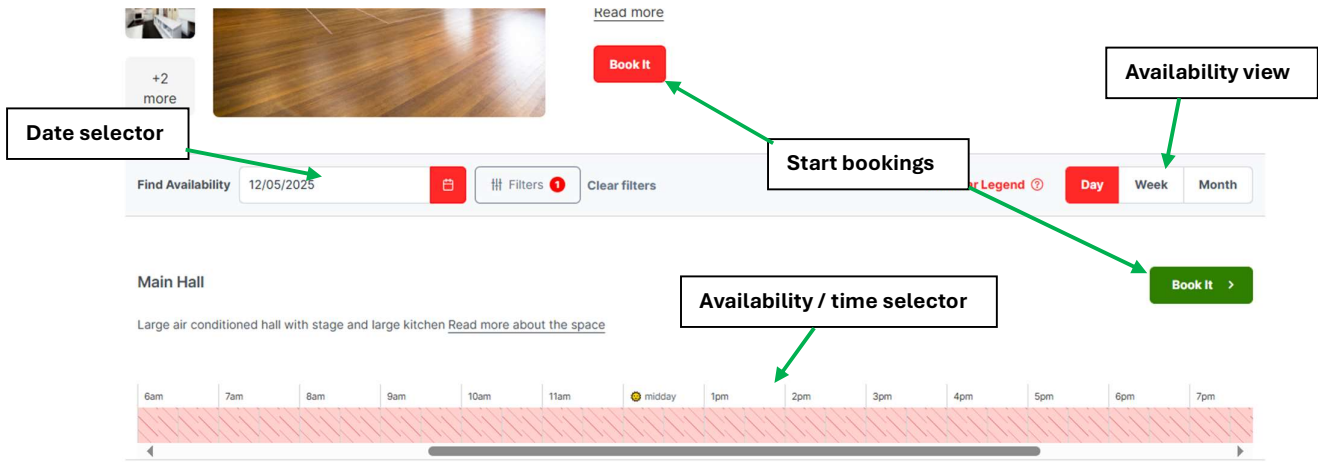 Read more
Book It
+2
more
Availability view
Date selector
Start bookings
Find Availability
12/05/2025
Filters 1
Clear filters
Legend
Day
Week
Month
Main Hall
Book It
Availability / time selector
Large air conditioned hall with stage and large kitchen Read more about the space
6am 7am 8am 9am 10am 11am midday 1pm 2pm 3pm 4pm 5pm 6pm 7pm